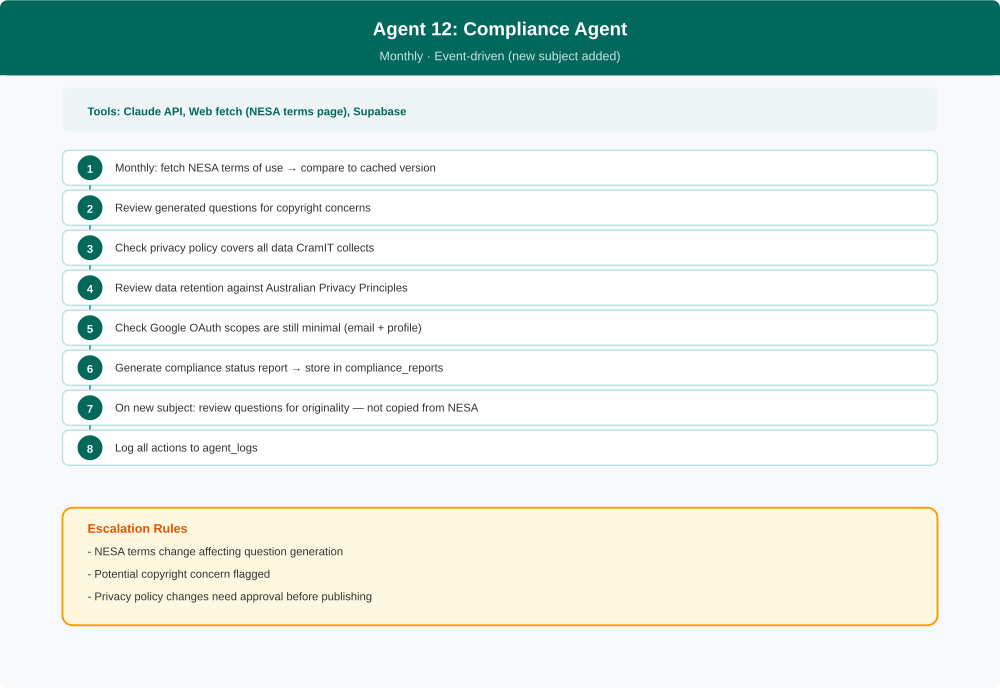 Agent 12: Compliance Agent
Monthly · Event-driven (new subject added)
Tools: Claude API, Web fetch (NESA terms page), Supabase
1 Monthly: fetch NESA terms of use → compare to cached version
2 Review generated questions for copyright concerns
3 Check privacy policy covers all data CramIT collects
4 Review data retention against Australian Privacy Principles
5 Check Google OAuth scopes are still minimal (email + profile)
6 Generate compliance status report → store in compliance_reports
7 On new subject: review questions for originality — not copied from NESA
8 Log all actions to agent_logs
Escalation Rules
- NESA terms change affecting question generation
- Potential copyright concern flagged
- Privacy policy changes need approval before publishing